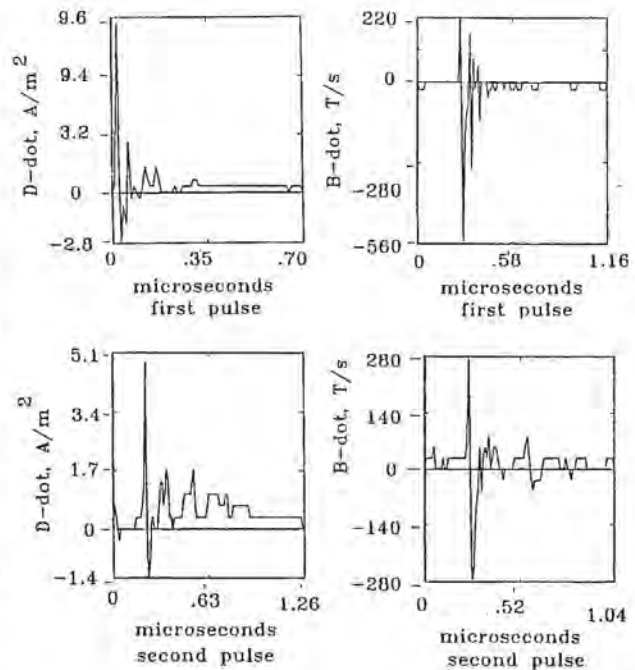 9.6
9.4
3.2
0
-2.8
D-dot, A/m²
0 .35 .70
microseconds
first pulse
220
0
-280
-560
B-dot, T/s
0 .58 1.16
microseconds
first pulse
5.1
3.4
1.7
0
-1.4
D-dot, A/m²
0 .63 1.26
microseconds
second pulse
280
140
0
-140
-280
B-dot, T/s
0 .52 1.04
microseconds
second pulse